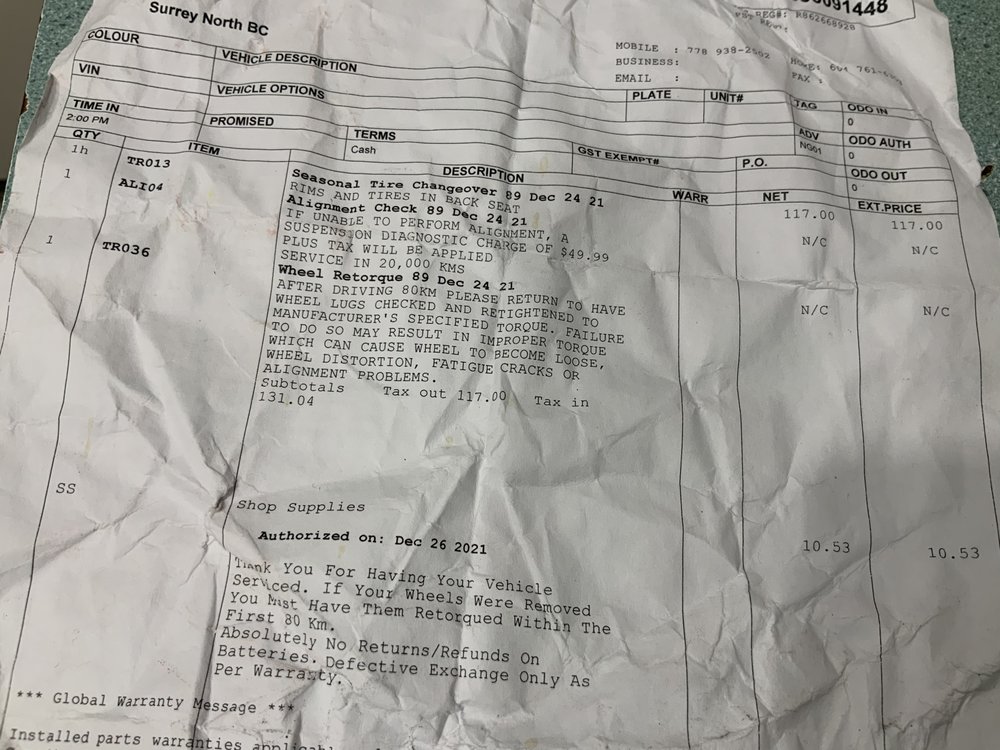 91448
Surrey North BC
REG#: R862668928
MOBILE : 778 938-2
HOME: 604 761-
BUSINESS:
FAX :
EMAIL :
COLOUR
VEHICLE DESCRIPTION
VIN
VEHICLE OPTIONS
PLATE
UNIT#
TAG
ODO IN
0
TIME IN
2:00 PM
PROMISED
TERMS
Cash
GST EXEMPT#
P.O.
ADV
NG01
ODO AUTH
0
ODO OUT
0
QTY
ITEM
DESCRIPTION
WARR
NET
EXT.PRICE
1h TR013 Seasonal Tire Changeover 89 Dec 24 21 117.00 117.00
RIMS AND TIRES IN BACK SEAT
1 ALI04 Alignment Check 89 Dec 24 21 N/C N/C
IF UNABLE TO PERFORM ALIGNMENT, A
SUSPENSION DIAGNOSTIC CHARGE OF $49.99
PLUS TAX WILL BE APPLIED
SERVICE IN 20,000 KMS
1 TR036 Wheel Retorque 89 Dec 24 21 N/C N/C
AFTER DRIVING 80KM PLEASE RETURN TO HAVE
WHEEL LUGS CHECKED AND RETIGHTENED TO
MANUFACTURER'S SPECIFIED TORQUE. FAILURE
TO DO SO MAY RESULT IN IMPROPER TORQUE
WHICH CAN CAUSE WHEEL TO BECOME LOOSE,
WHEEL DISTORTION, FATIGUE CRACKS OR
ALIGNMENT PROBLEMS.
Subtotals Tax out 117.00 Tax in
131.04
SS Shop Supplies 10.53 10.53
Authorized on: Dec 26 2021
Thank You For Having Your Vehicle
Serviced. If Your Wheels Were Removed
You Must Have Them Retorqued Within The
First 80 Km.
Absolutely No Returns/Refunds On
Batteries. Defective Exchange Only As
Per Warranty.
*** Global Warranty Message ***
Installed parts warranties